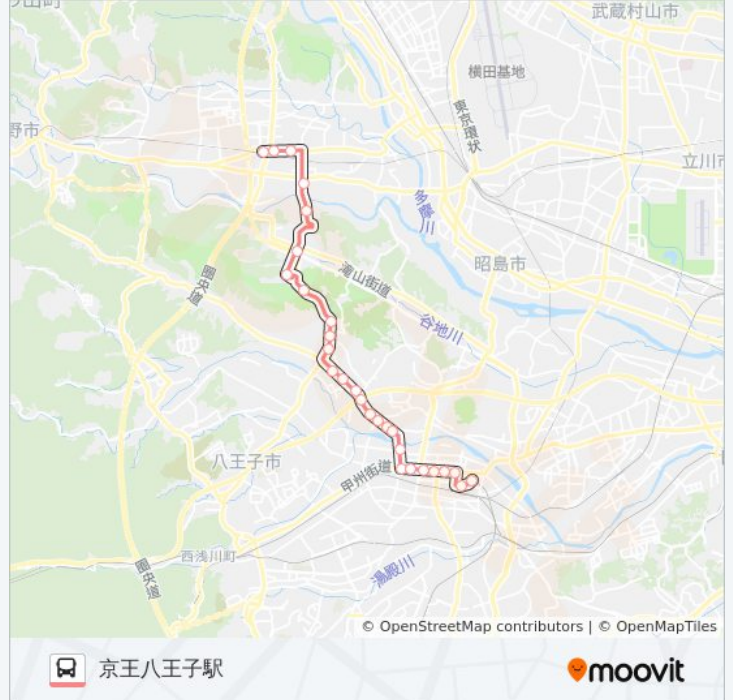 武蔵村山市
横田基地
野市
東京環状
立川市
多摩川
昭島市
圏央道
滝山街道
谷地川
八王子市
甲州街道
西浅川町
圏央道
湯殿川
© OpenStreetMap contributors | © OpenMapTiles
京王八王子駅
moovit